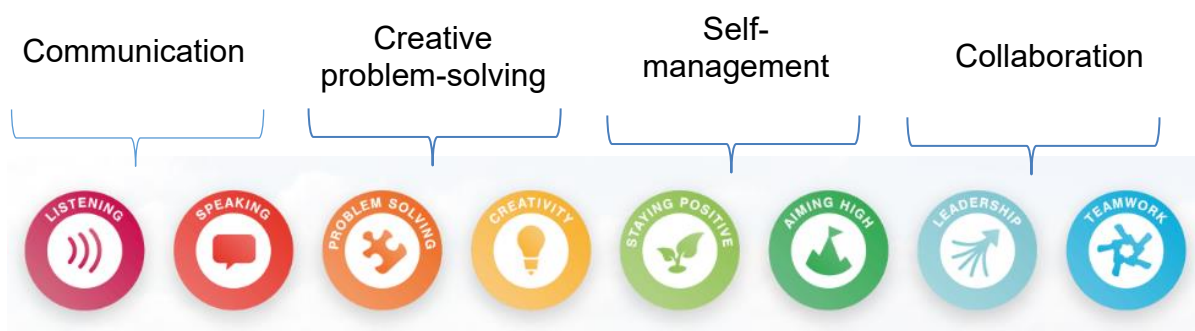 Communication
Creative
problem-solving
Self-
management
Collaboration
LISTENING
SPEAKING
PROBLEM SOLVING
CREATIVITY
STAYING POSITIVE
AIMING HIGH
LEADERSHIP
TEAMWORK